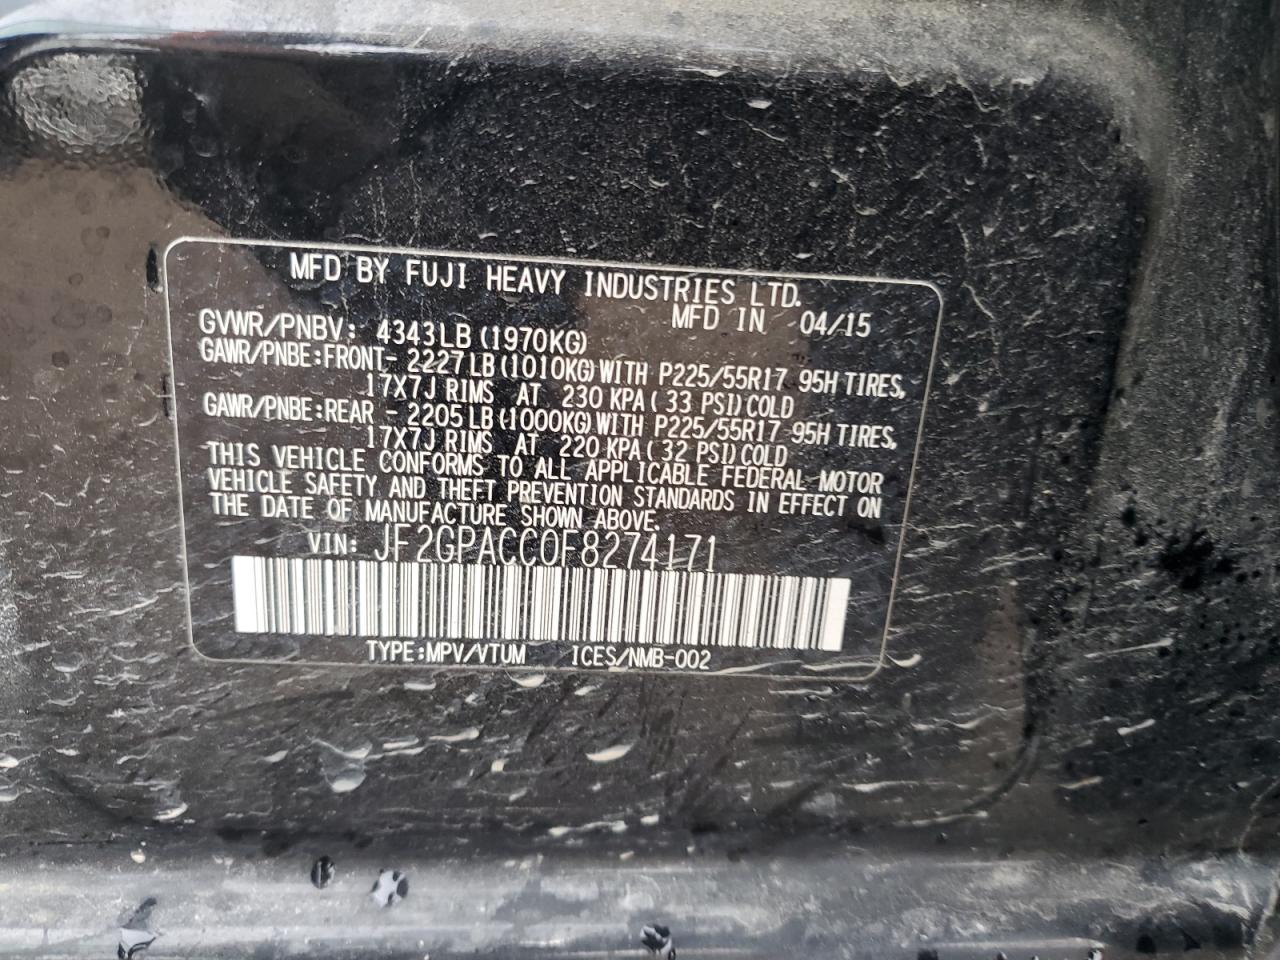 MFD BY FUJI HEAVY INDUSTRIES LTD.
MFD IN 04/15
GVWR/PNBV: 4343LB (1970KG)
GAWR/PNBE:FRONT- 2227LB(1010KG)WITH P225/55R17 95H TIRES,
17X7J RIMS AT 230 KPA(33 PSI)COLD
GAWR/PNBE:REAR - 2205LB(1000KG)WITH P225/55R17 95H TIRES,
17X7J RIMS AT 220 KPA(32 PSI)COLD
THIS VEHICLE CONFORMS TO ALL APPLICABLE FEDERAL MOTOR
VEHICLE SAFETY AND THEFT PREVENTION STANDARDS IN EFFECT ON
THE DATE OF MANUFACTURE SHOWN ABOVE.
VIN: JF2GPACC0F8274171
TYPE:MPV/VTUM ICES/NMB-002